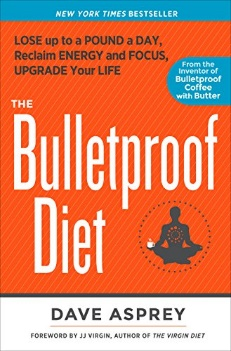 NEW YORK TIMES BESTSELLER
LOSE up to a POUND a DAY,
Reclaim ENERGY and FOCUS,
UPGRADE Your LIFE
From the
Inventor of
Bulletproof
Coffee
with Butter
THE
Bulletproof
Diet
DAVE ASPREY
FOREWORD BY JJ VIRGIN, AUTHOR OF THE VIRGIN DIET